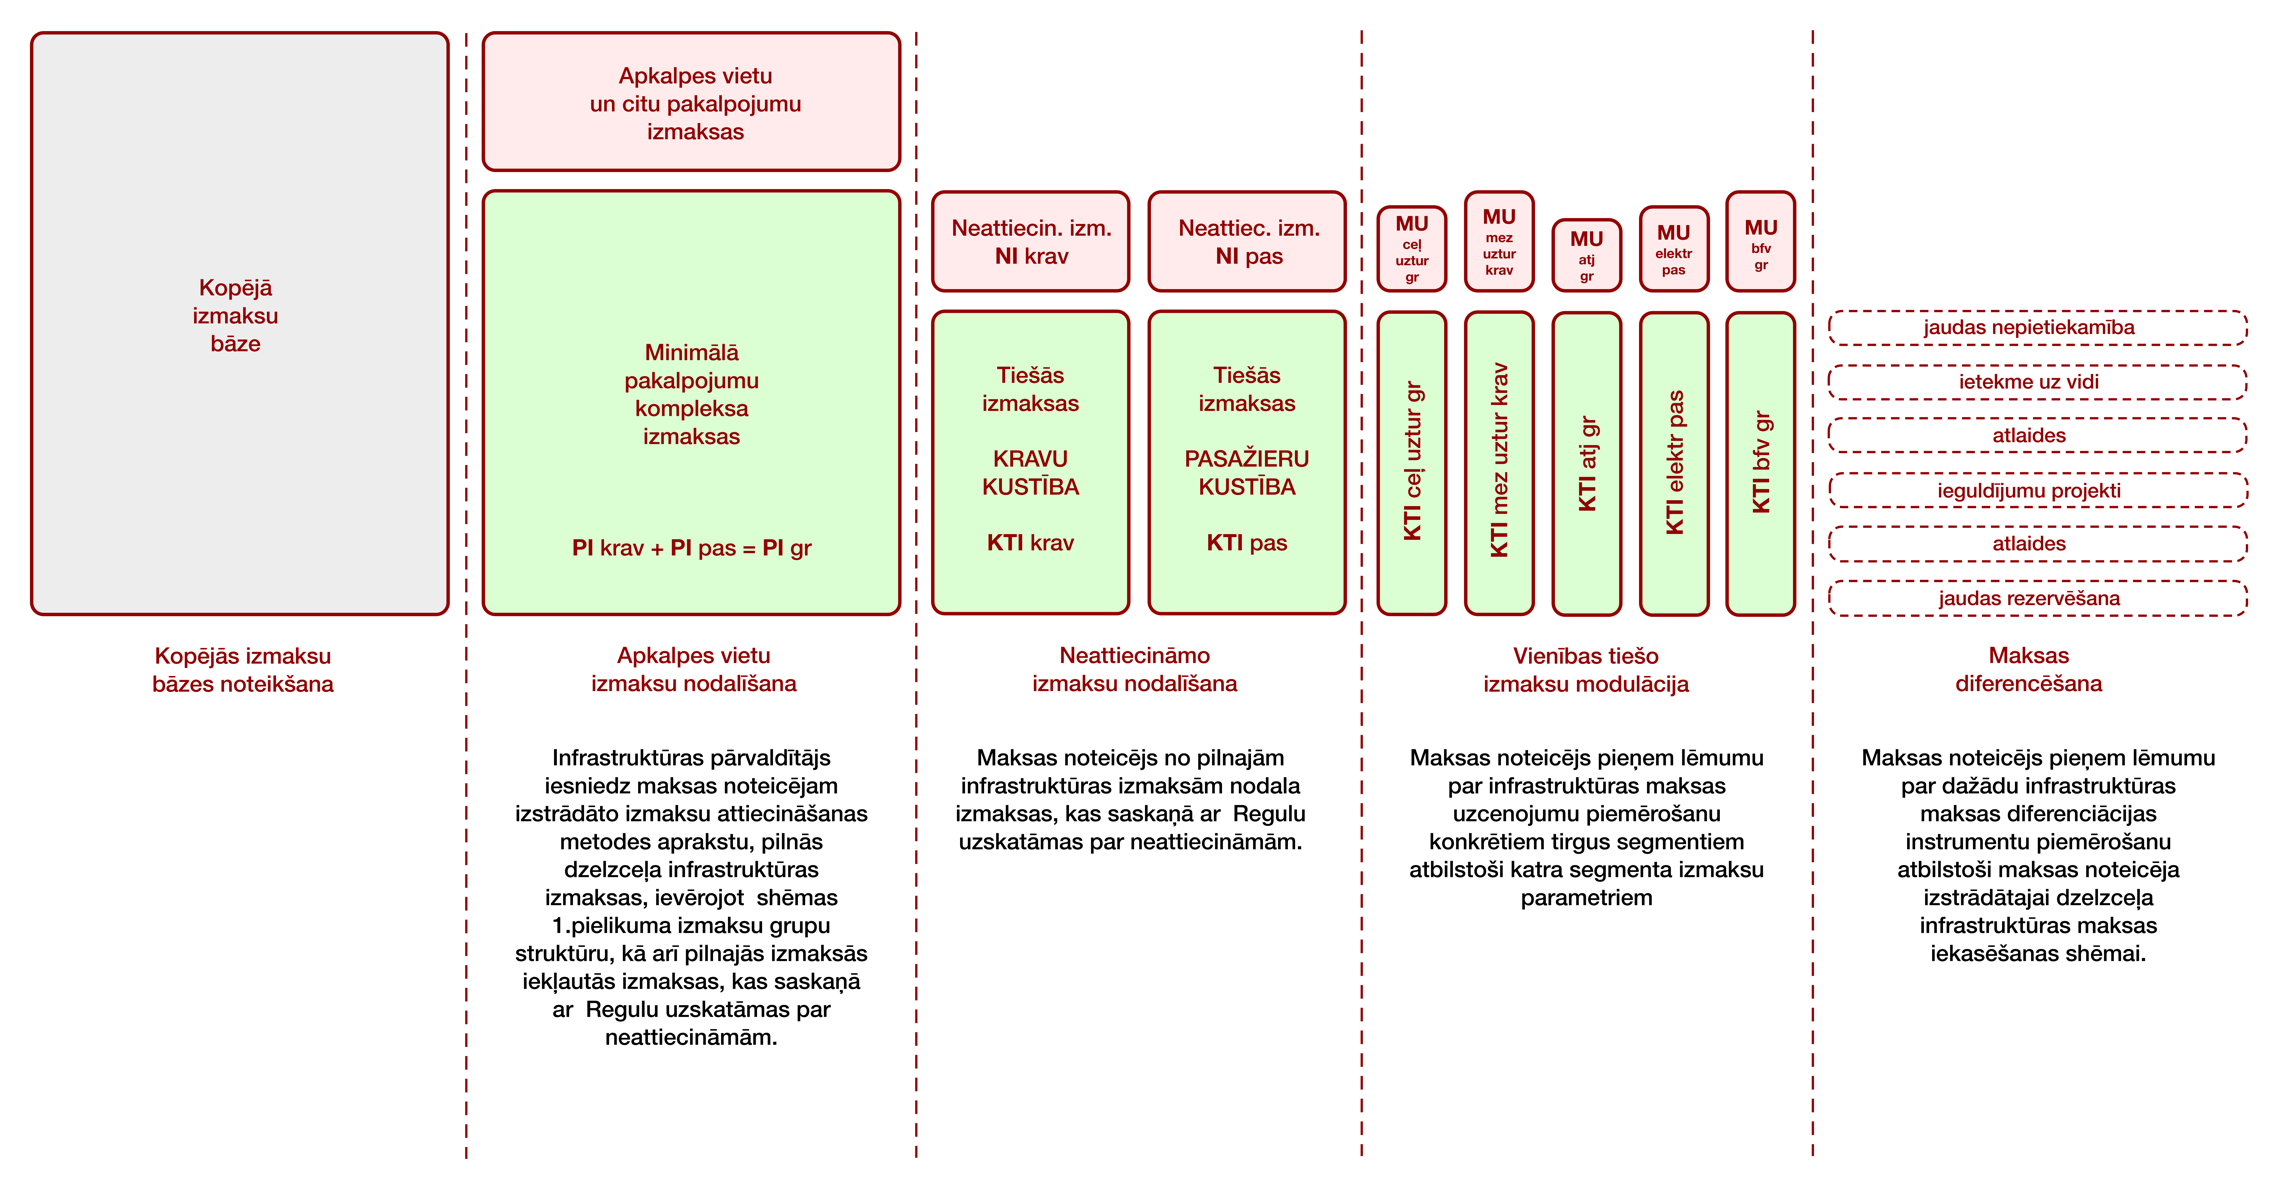 Kopējā
izmaksu
bāze
Kopējās izmaksu
bāzes noteikšana
Apkalpes vietu
un citu pakalpojumu
izmaksas
Minimālā
pakalpojumu
kompleksa
izmaksas
PI krav + PI pas = PI gr
Apkalpes vietu
izmaksu nodalīšana
Infrastruktūras pārvaldītājs
iesniedz maksas noteicējam
izstrādāto izmaksu attiecināšanas
metodes aprakstu, pilnās
dzelzceļa infrastruktūras
izmaksas, ievērojot  shēmas
1.pielikuma izmaksu grupu
struktūru, kā arī pilnajās izmaksās
iekļautās izmaksas, kas saskaņā
ar  Regulu uzskatāmas par
neattiecināmām.
Neattiecin. izm.
NI krav
Neattiec. izm.
NI pas
Tiešās
izmaksas
KRAVU
KUSTĪBA
KTI krav
Tiešās
izmaksas
PASAŽIERU
KUSTĪBA
KTI pas
Neattiecināmo
izmaksu nodalīšana
Maksas noteicējs no pilnajām
infrastruktūras izmaksām nodala
izmaksas, kas saskaņā ar  Regulu
uzskatāmas par neattiecināmām.
MU
ceļ
uztur
gr
MU
mez
uztur
krav
MU
atj
gr
MU
elektr
pas
MU
bfv
gr
KTI ceļ uztur gr
KTI mez uztur krav
KTI atj gr
KTI elektr pas
KTI bfv gr
Vienības tiešo
izmaksu modulācija
Maksas noteicējs pieņem lēmumu
par infrastruktūras maksas
uzcenojumu piemērošanu
konkrētiem tirgus segmentiem
atbilstoši katra segmenta izmaksu
parametriem
jaudas nepietiekamība
ietekme uz vidi
atlaides
ieguldījumu projekti
atlaides
jaudas rezervēšana
Maksas
diferencēšana
Maksas noteicējs pieņem lēmumu
par dažādu infrastruktūras
maksas diferenciācijas
instrumentu piemērošanu
atbilstoši maksas noteicēja
izstrādātajai dzelzceļa
infrastruktūras maksas
iekasēšanas shēmai.